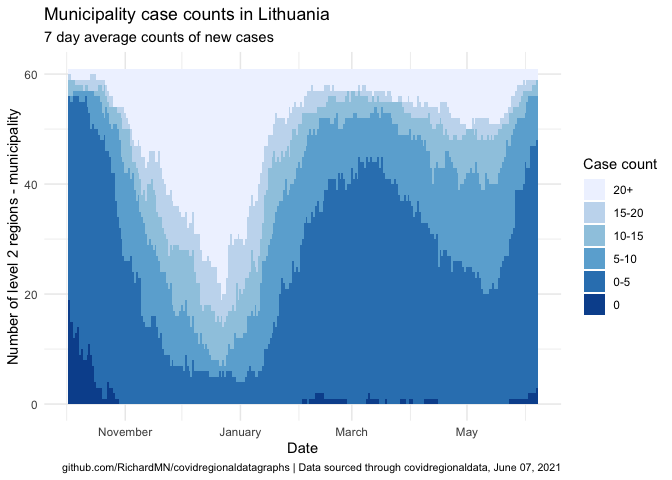 Municipality case counts in Lithuania
7 day average counts of new cases
Number of level 2 regions - municipality
60
40
20
0
November January March May
Date
Case count
20+
15-20
10-15
5-10
0-5
0
github.com/RichardMN/covidregionaldatagraphs | Data sourced through covidregionaldata, June 07, 2021